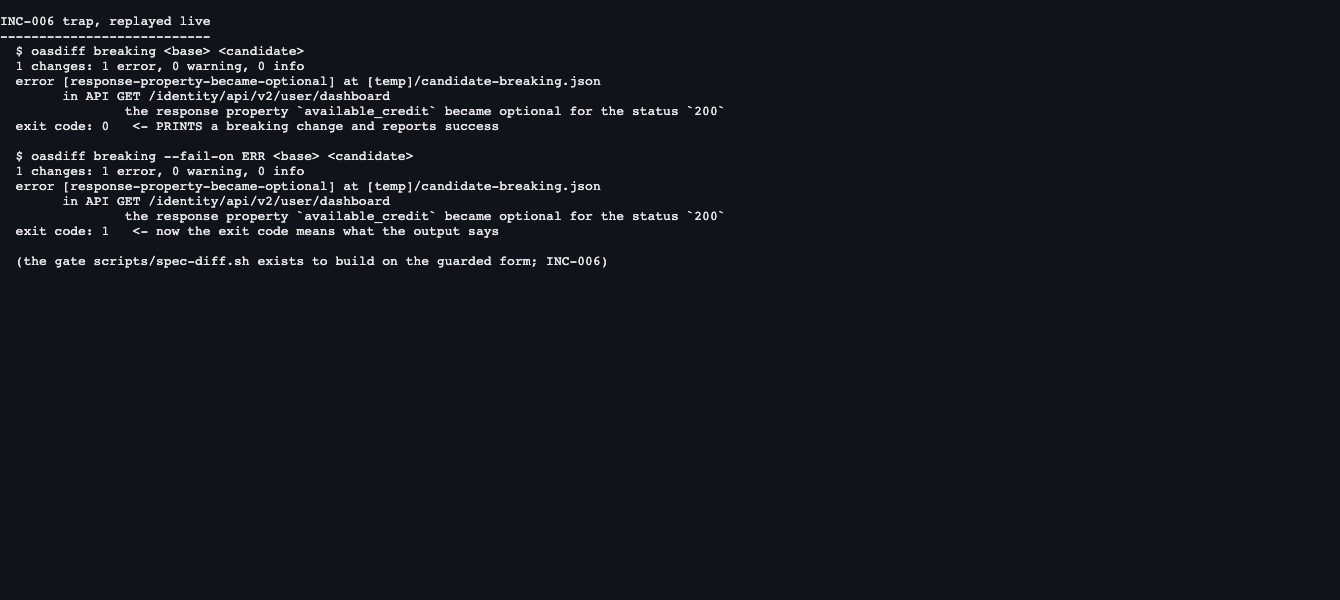 INC-006 trap, replayed live
---------------------------
$ oasdiff breaking <base> <candidate>
1 changes: 1 error, 0 warning, 0 info
error [response-property-became-optional] at [temp]/candidate-breaking.json
in API GET /identity/api/v2/user/dashboard
the response property `available_credit` became optional for the status `200`
exit code: 0   <- PRINTS a breaking change and reports success
$ oasdiff breaking --fail-on ERR <base> <candidate>
1 changes: 1 error, 0 warning, 0 info
error [response-property-became-optional] at [temp]/candidate-breaking.json
in API GET /identity/api/v2/user/dashboard
the response property `available_credit` became optional for the status `200`
exit code: 1   <- now the exit code means what the output says
(the gate scripts/spec-diff.sh exists to build on the guarded form; INC-006)